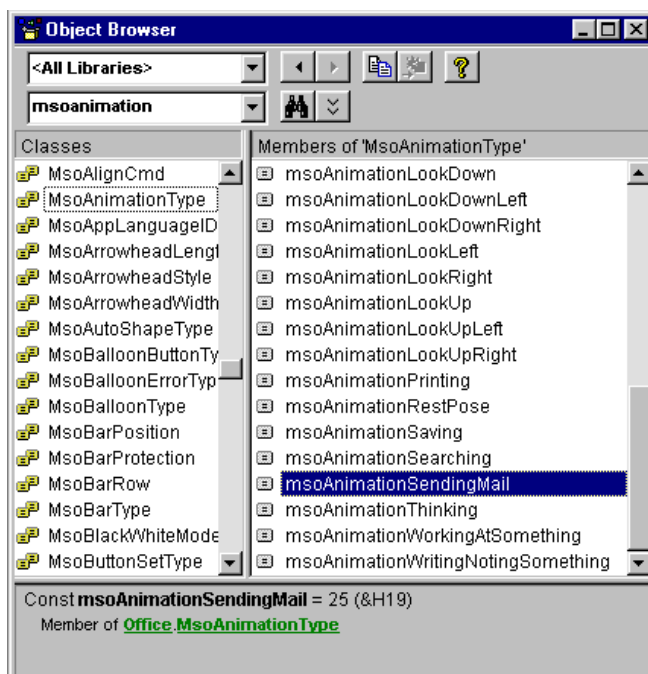 Object Browser
<All Libraries>
msoanimation
Classes
MsoAlignCmd
MsoAnimationType
MsoAppLanguageID
MsoArrowheadLengt
MsoArrowheadStyle
MsoArrowheadWidth
MsoAutoShapeType
MsoBalloonButtonTy
MsoBalloonErrorTyp
MsoBalloonType
MsoBarPosition
MsoBarProtection
MsoBarRow
MsoBarType
MsoBlackWhiteMode
MsoButtonSetType
Members of 'MsoAnimationType'
msoAnimationLookDown
msoAnimationLookDownLeft
msoAnimationLookDownRight
msoAnimationLookLeft
msoAnimationLookRight
msoAnimationLookUp
msoAnimationLookUpLeft
msoAnimationLookUpRight
msoAnimationPrinting
msoAnimationRestPose
msoAnimationSaving
msoAnimationSearching
msoAnimationSendingMail
msoAnimationThinking
msoAnimationWorkingAtSomething
msoAnimationWritingNotingSomething
Const msoAnimationSendingMail = 25 (&H19)
Member of Office.MsoAnimationType